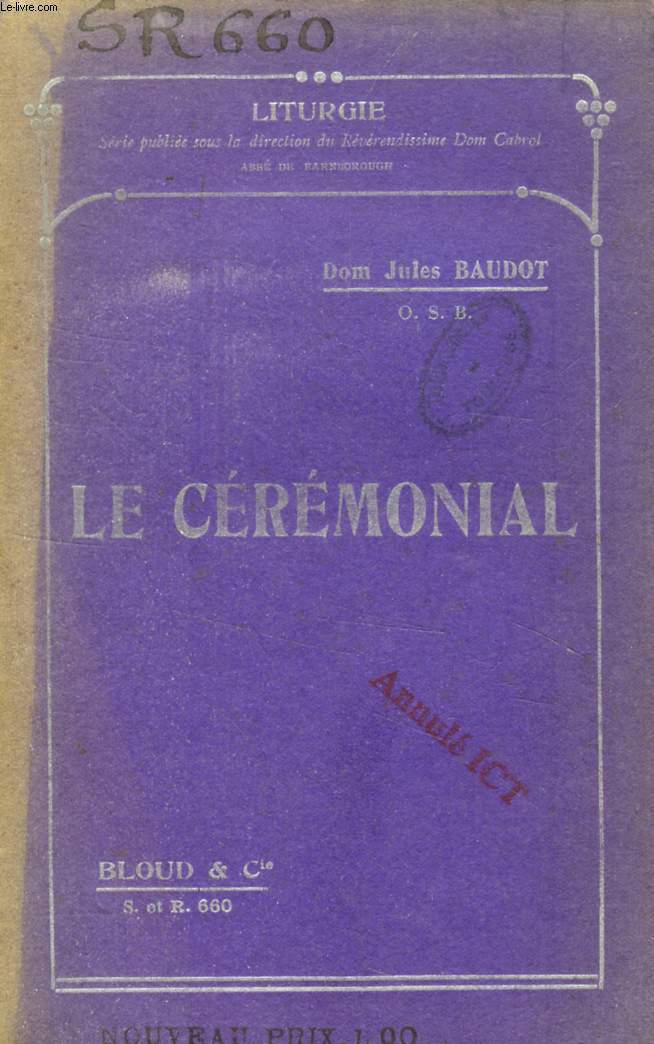 Le-livre.com
SR 660
LITURGIE
Série publiée sous la direction du Révérendissime Dom Cabrol
ABBÉ DE FARNBOROUGH
Dom Jules BAUDOT
O. S. B.
LE CÉRÉMONIAL
Annulé ICT
BLOUD & Cie
S. et R. 660
NOUVEAU PRIX 1,00